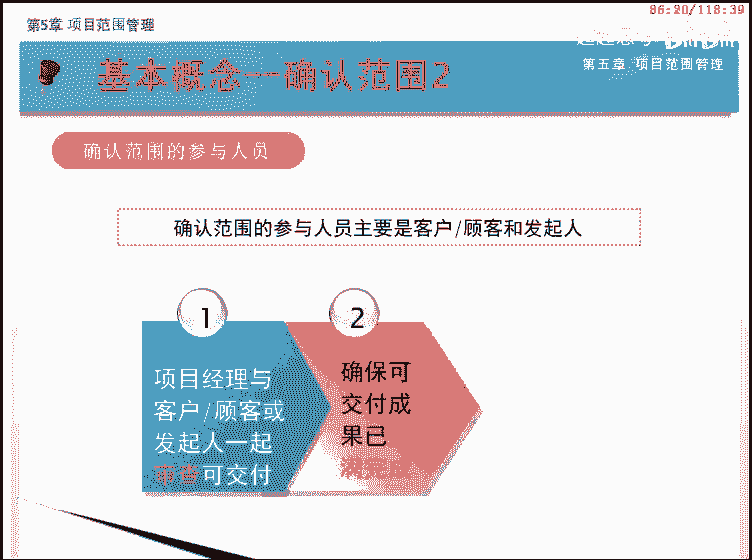 86:20/118:39
第5章 项目范围管理
基本概念--确认范围2
第五章 项目范围管理
确认范围的参与人员
确认范围的参与人员主要是客户/顾客和发起人
1
项目经理与
客户/顾客或
发起人一起
审查可交付
2
确保可
交付成
果已